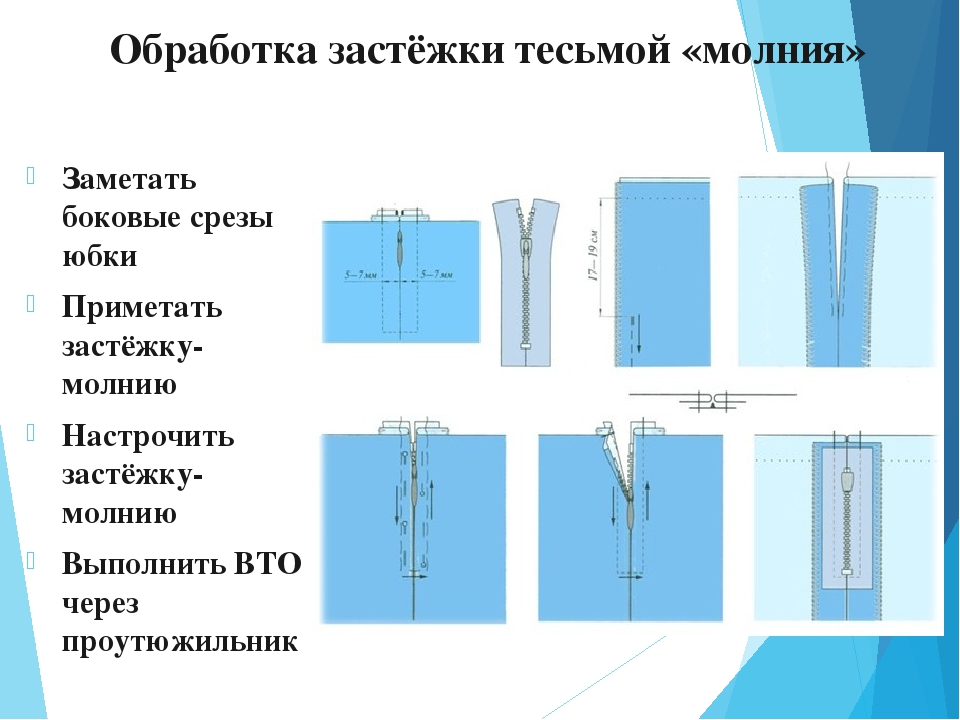 Обработка застёжки тесьмой «молния»
Заметать
боковые срезы
юбки
Приметать
застёжку-
молнию
Настрочить
застёжку-
молнию
Выполнить ВТО
через
проутюжильник
5—7 мм
5—7 мм
17—19 см